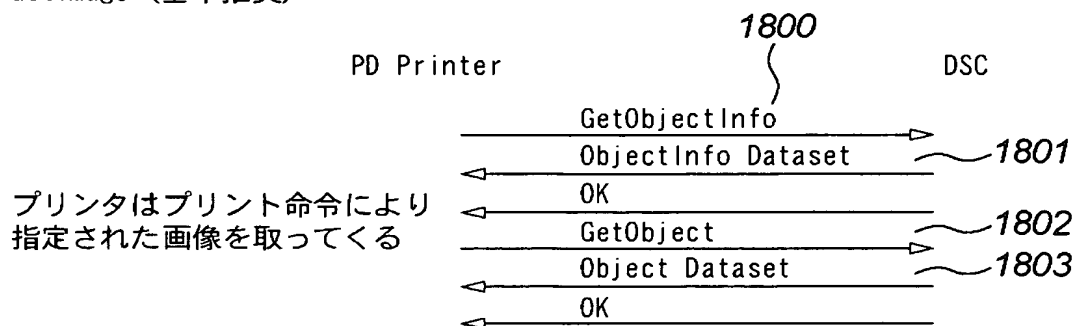 1800
PD Printer DSC
GetObjectInfo
ObjectInfo Dataset 1801
OK
プリンタはプリント命令により
指定された画像を取ってくる
GetObject 1802
Object Dataset 1803
OK